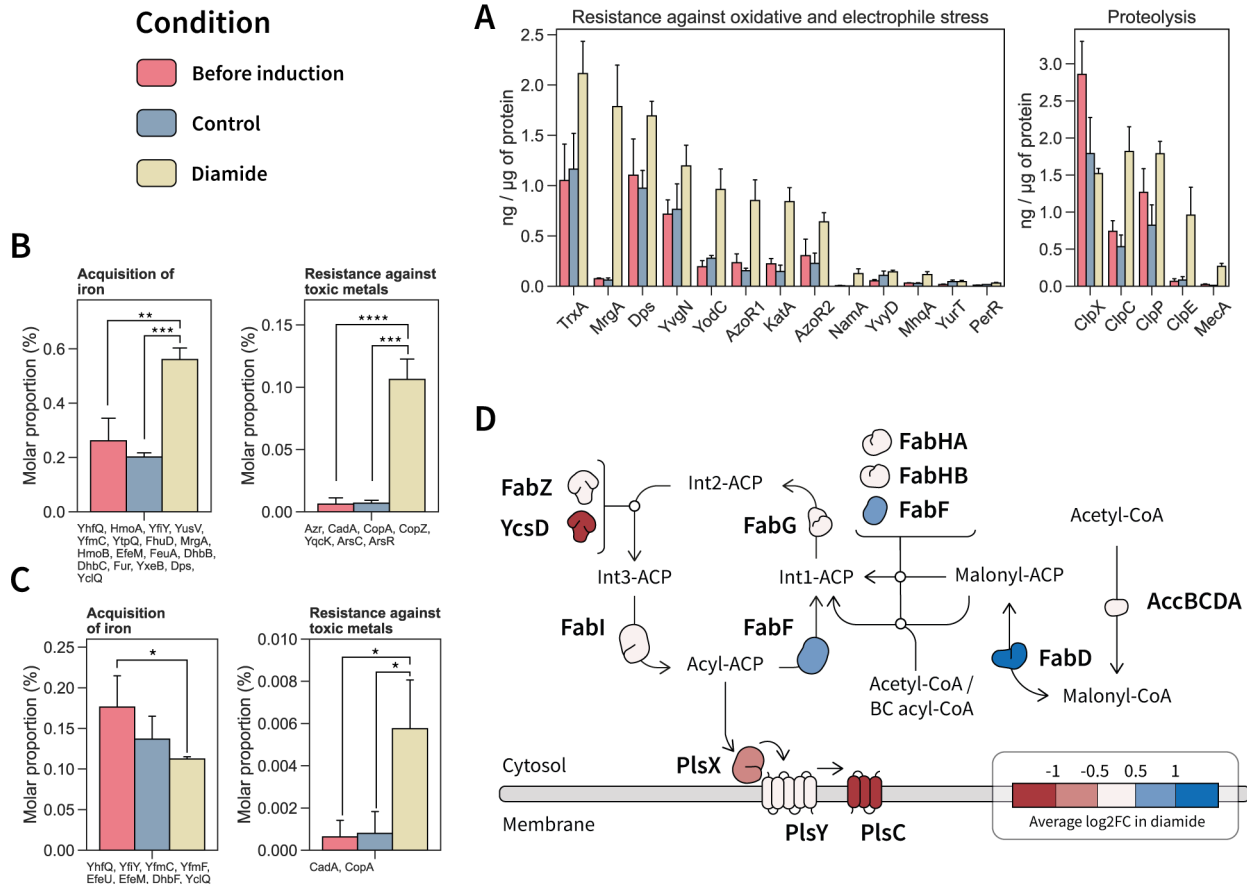 Condition
Before induction
Control
Diamide
A
Resistance against oxidative and electrophile stress
ng / µg of protein
2.5
2.0
1.5
1.0
0.5
0.0
TrxA
MrgA
Dps
YvgN
YodC
AzoR1
KatA
AzoR2
NamA
YvyD
MhqA
YurT
PerR
Proteolysis
ng / µg of protein
3.0
2.5
2.0
1.5
1.0
0.5
0.0
ClpX
ClpC
ClpP
ClpE
MecA
B
Acquisition of
iron
Molar proportion (%)
0.6
0.4
0.2
0.0
**
***
YhfQ, HmoA, YfiY, YusV,
YfmC, YtpQ, FhuD, MrgA,
HmoB, EfeM, FeuA, DhbB,
DhbC, Fur, YxeB, Dps,
YclQ
Resistance against
toxic metals
Molar proportion (%)
0.15
0.10
0.05
0.00
****
***
Azr, CadA, CopA, CopZ,
YqcK, ArsC, ArsR
C
Acquisition
of iron
Molar proportion (%)
0.25
0.20
0.15
0.10
0.05
0.00
*
YhfQ, YfiY, YfmC, YfmF,
EfeU, EfeM, DhbF, YclQ
Resistance against
toxic metals
Molar proportion (%)
0.010
0.008
0.006
0.004
0.002
0.000
*
*
CadA, CopA
D
FabHA
FabHB
FabF
FabZ
YcsD
Int2-ACP
FabG
Acetyl-CoA
Int3-ACP
Int1-ACP
Malonyl-ACP
AccBCDA
FabI
FabF
FabD
Acyl-ACP
Acetyl-CoA /
BC acyl-CoA
Malonyl-CoA
PlsX
Cytosol
Membrane
PlsY
PlsC
-1
-0.5
0.5
1
Average log2FC in diamide